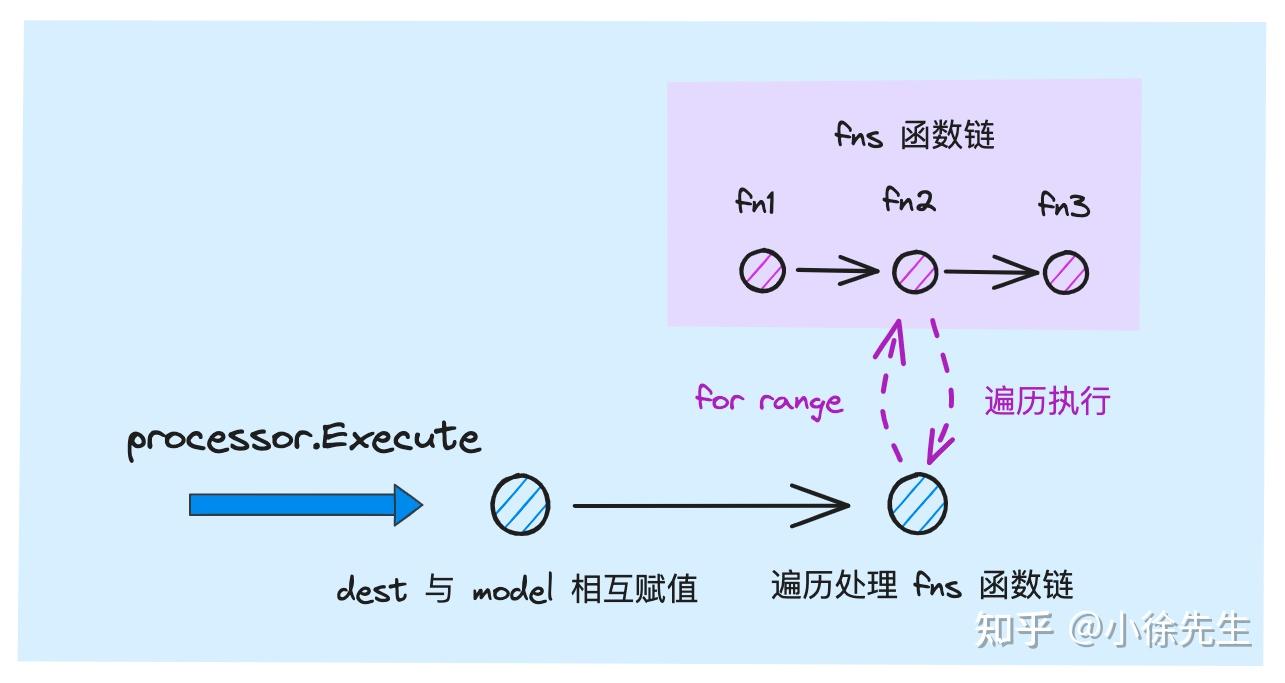 fns 函数链
fn1 fn2 fn3
for range 遍历执行
processor.Execute
dest 与 model 相互赋值 遍历处理 fns 函数链
知乎 @小徐先生